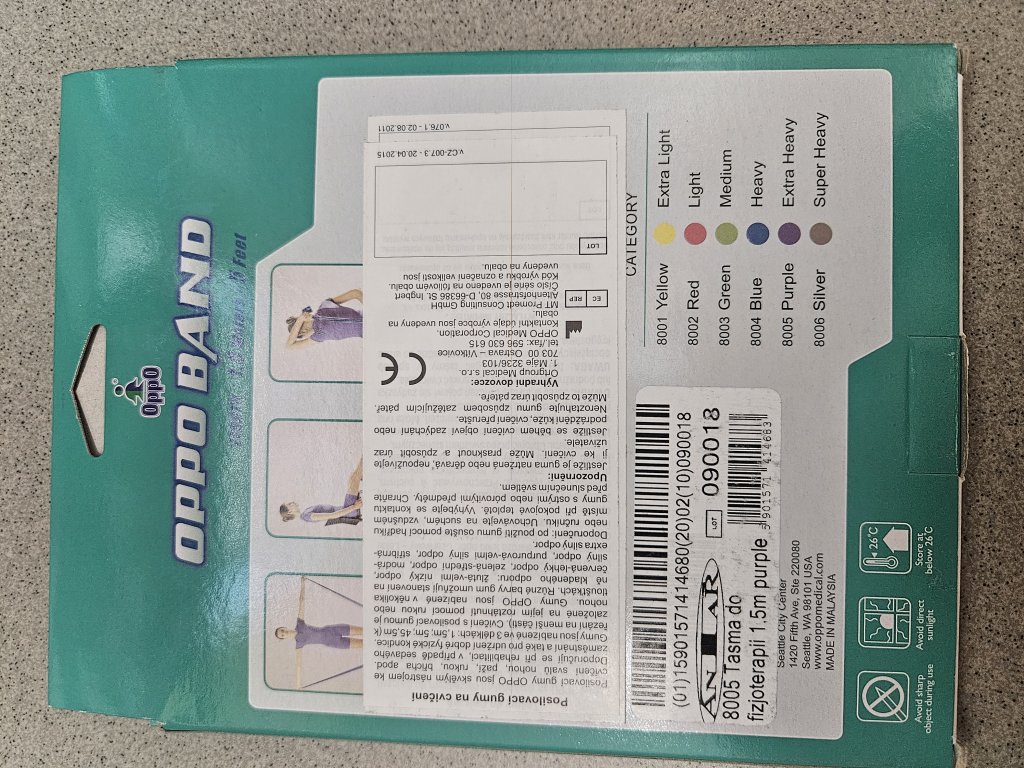 OPPO
OPPO BAND
Posilovací gumy na cvičení
Posilovací gumy OPPO jsou skvělým nástrojem ke
cvičení svalů nohou, paží, rukou, břicha apod.
Doporučují se při rehabilitaci, v případě sedavého
zaměstnání a také pro udržení dobré fyzické kondice.
Gumy jsou nabízené ve 3 délkách: 1,5m; 5m; 45,5m (k
řezání na menší části). Cvičení s posilovací gumou je
založené na jejím roztáhnutí pomocí rukou nebo
nohou. Gumy OPPO jsou nabízené v několika
tloušťkách. Různé barvy gum umožňují stanovení na
ně kladeného odporu: žlutá-velmi nízký odpor,
červená-lehký odpor, zelená-střední odpor, modrá-
silný odpor, purpurová-velmi silný odpor, stříbrná-
extra silný odpor.
Doporučení: po použití gumu osušte pomocí hadříku
nebo ručníku. Uchovávejte na suchém, vzdušném
místě při pokojové teplotě. Vyhýbejte se kontaktu
gumy s ostrými nebo pórovitými předměty. Chraňte
před slunečním světlem.
Upozornění:
Jestliže je guma natržená nebo děravá, nepoužívejte
ji ke cvičení. Může prasknout a způsobit úraz
uživatele.
Jestliže se během cvičení objeví zadýchání nebo
podráždění kůže, cvičení přerušte.
Neroztahujte gumu způsobem zatěžujícím páteř.
Může to způsobit úraz páteře.
Výhradní dovozce:
Ortgroup Medical s.r.o.
1. Máje 3236/103
703 00 Ostrava – Vítkovice
tel./fax: 596 630 615
CE
OPPO Medical Corporation.
Kontaktní údaje výrobce jsou uvedeny na
obalu.
EC REP
MT Promedt Consulting GmbH
Altenhofstrasse 80, D-66386 St. Ingbert
Číslo série je uvedeno na fóliovém obalu.
Kód výrobku a označení velikosti jsou
uvedeny na obalu.
LOT
v.CZ-007.3 - 20.04.2015
v.076.1 - 02.08.2011
CATEGORY
8001 Yellow Extra Light
8002 Red Light
8003 Green Medium
8004 Blue Heavy
8005 Purple Extra Heavy
8006 Silver Super Heavy
(01)15901571414680(20)02(10)090018
ANTAR
LOT 090018
8005 Tasma do
fizjoterapii 1.5m purple
5 901571 414683
Seattle City Center
1420 Fifth Ave, Ste 220080
Seattle, WA 98101 USA
www.oppomedical.com
MADE IN MALAYSIA
Avoid sharp
object during use
Avoid direct
sunlight
26°C
Store at
below 26°C